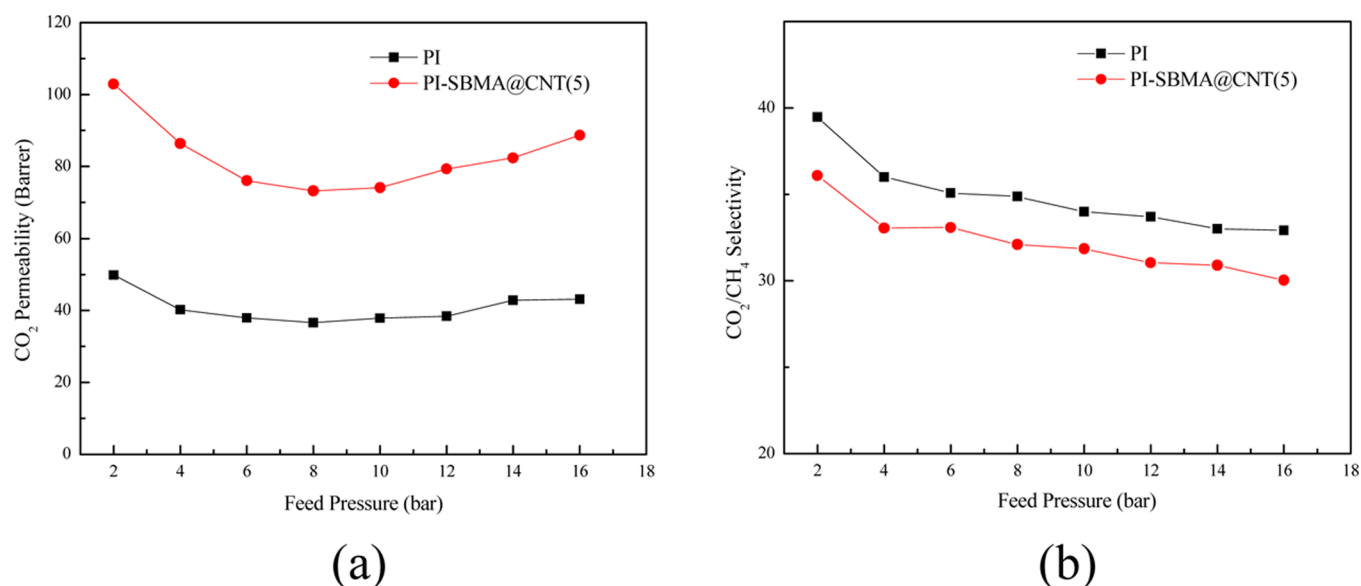 120
100
80
60
40
20
0
CO2 Permeability (Barrer)
PI
PI-SBMA@CNT(5)
2 4 6 8 10 12 14 16 18
Feed Pressure (bar)
(a)
40
30
20
CO2/CH4 Selectivity
PI
PI-SBMA@CNT(5)
2 4 6 8 10 12 14 16 18
Feed Pressure (bar)
(b)